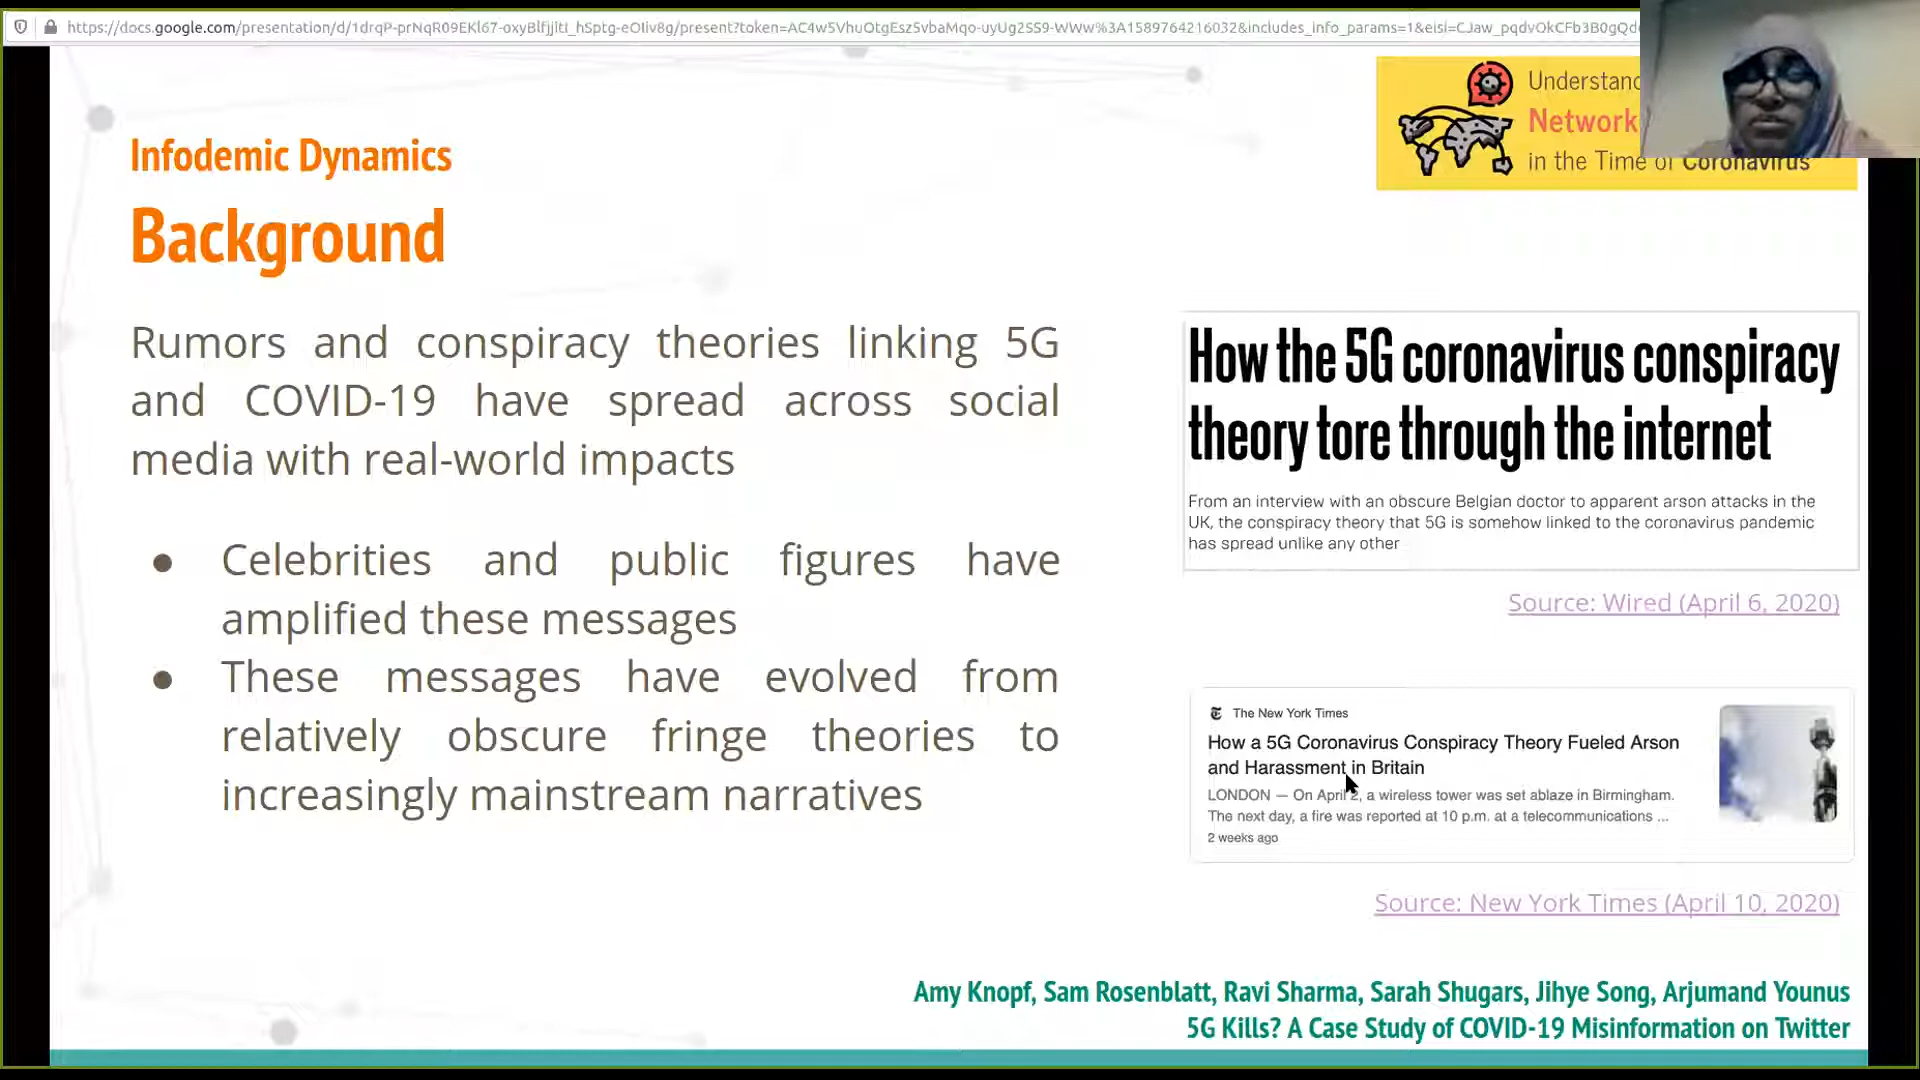 Infodemic Dynamics
Background
Rumors and conspiracy theories linking 5G
and COVID-19 have spread across social
media with real-world impacts
● Celebrities and public figures have
amplified these messages
● These messages have evolved from
relatively obscure fringe theories to
increasingly mainstream narratives
Network
in the Time of Coronavirus
How the 5G coronavirus conspiracy
theory tore through the internet
From an interview with an obscure Belgian doctor to apparent arson attacks in the
UK, the conspiracy theory that 5G is somehow linked to the coronavirus pandemic
has spread unlike any other
Source: Wired (April 6, 2020)
The New York Times
How a 5G Coronavirus Conspiracy Theory Fueled Arson
and Harassment in Britain
LONDON — On April 2, a wireless tower was set ablaze in Birmingham.
The next day, a fire was reported at 10 p.m. at a telecommunications ...
2 weeks ago
Source: New York Times (April 10, 2020)
Amy Knopf, Sam Rosenblatt, Ravi Sharma, Sarah Shugars, Jihye Song, Arjumand Younus
5G Kills? A Case Study of COVID-19 Misinformation on Twitter